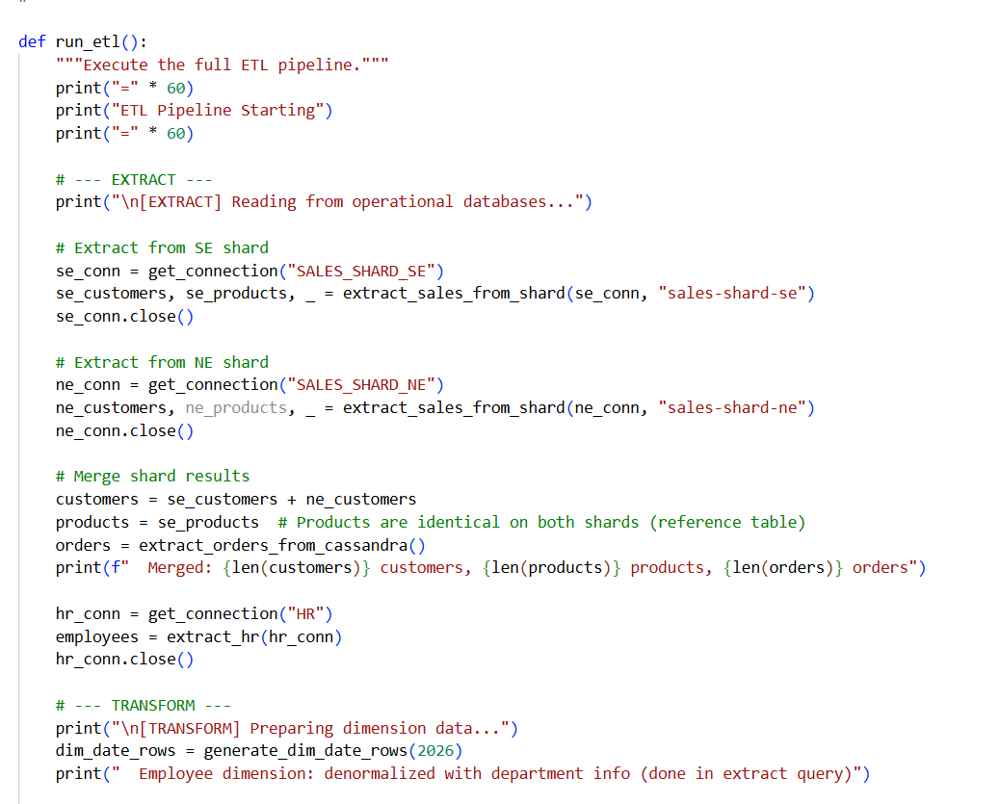 def run_etl():
    """Execute the full ETL pipeline."""
    print("=" * 60)
    print("ETL Pipeline Starting")
    print("=" * 60)

    # --- EXTRACT ---
    print("\n[EXTRACT] Reading from operational databases...")

    # Extract from SE shard
    se_conn = get_connection("SALES_SHARD_SE")
    se_customers, se_products, _ = extract_sales_from_shard(se_conn, "sales-shard-se")
    se_conn.close()

    # Extract from NE shard
    ne_conn = get_connection("SALES_SHARD_NE")
    ne_customers, ne_products, _ = extract_sales_from_shard(ne_conn, "sales-shard-ne")
    ne_conn.close()

    # Merge shard results
    customers = se_customers + ne_customers
    products = se_products  # Products are identical on both shards (reference table)
    orders = extract_orders_from_cassandra()
    print(f"  Merged: {len(customers)} customers, {len(products)} products, {len(orders)} orders")

    hr_conn = get_connection("HR")
    employees = extract_hr(hr_conn)
    hr_conn.close()

    # --- TRANSFORM ---
    print("\n[TRANSFORM] Preparing dimension data...")
    dim_date_rows = generate_dim_date_rows(2026)
    print("  Employee dimension: denormalized with department info (done in extract query)")